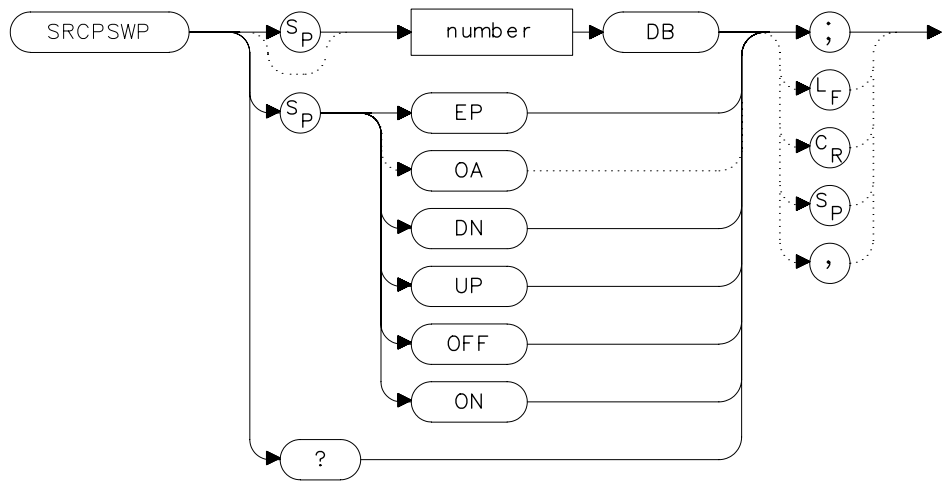 SRCPSWP SP number DB ;
LF
SP EP
CR
OA
SP
DN
,
UP
OFF
ON
?